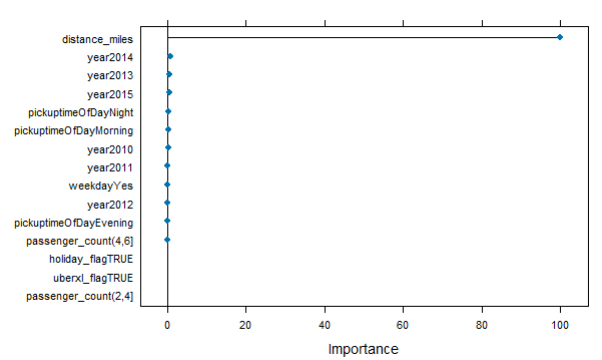 distance_miles
year2014
year2013
year2015
pickuptimeOfDayNight
pickuptimeOfDayMorning
year2010
year2011
weekdayYes
year2012
pickuptimeOfDayEvening
passenger_count(4,6]
holiday_flagTRUE
uberxl_flagTRUE
passenger_count(2,4]
0 20 40 60 80 100
Importance